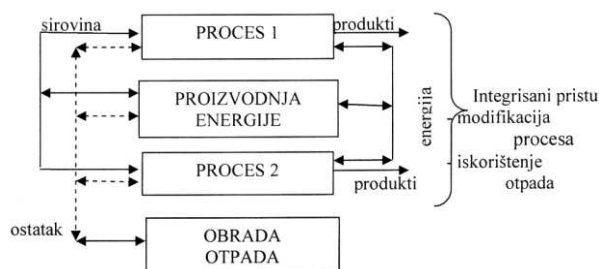 sirovina
PROCES 1
produkti
PROIZVODNJA
ENERGIJE
energija
Integrisani pristu
modifikacija
procesa
- iskorištenje
otpada
PROCES 2
produkti
ostatak
OBRADA
OTPADA